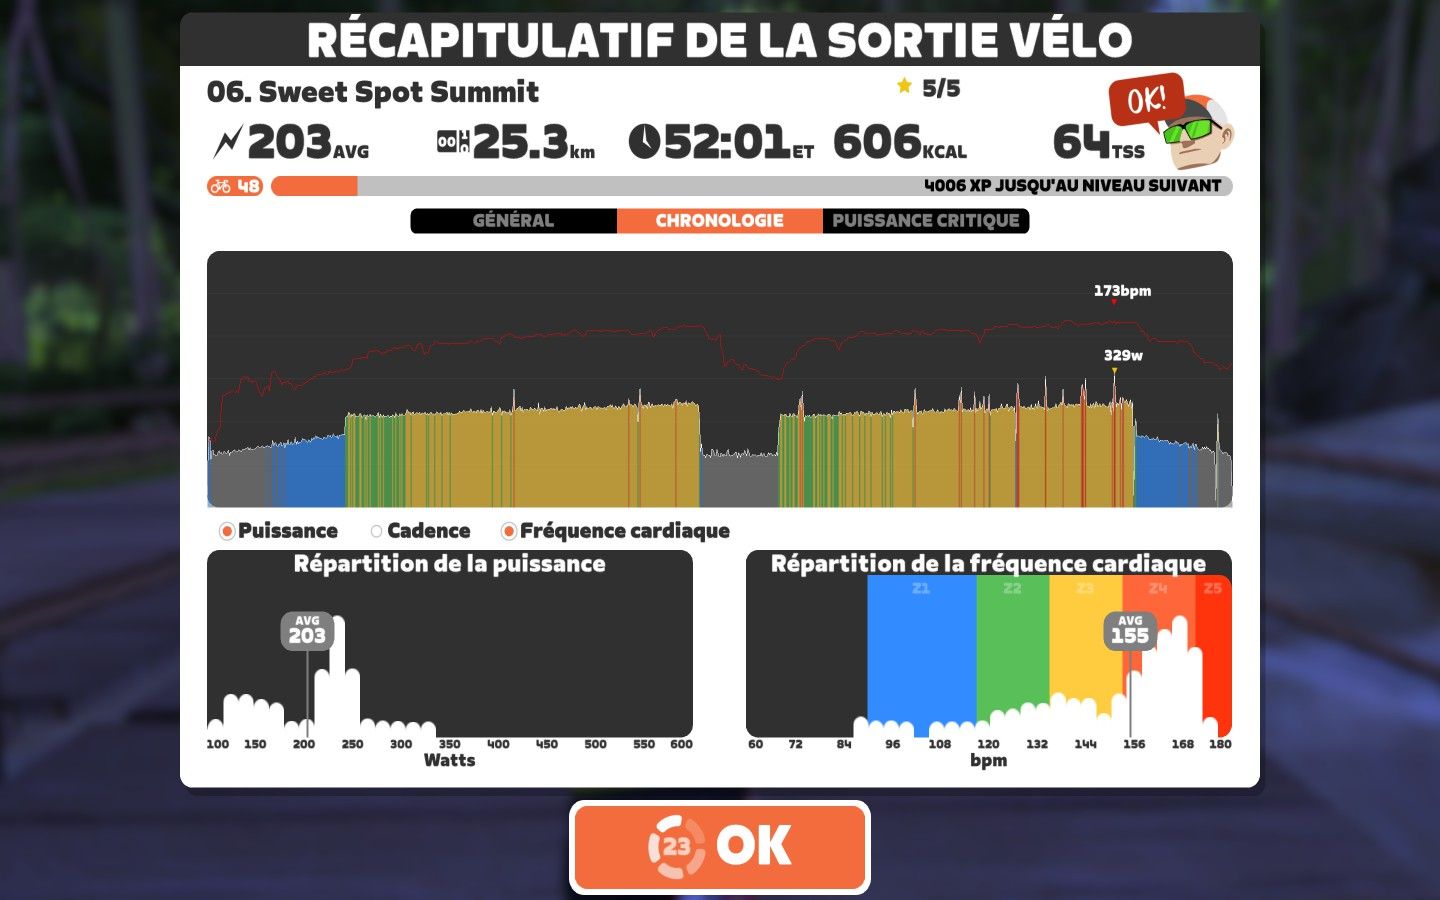 RÉCAPITULATIF DE LA SORTIE VÉLO
06. Sweet Spot Summit
5/5
OK!
203AVG
25.3km
52:01ET
606KCAL
64TSS
48
4006 XP JUSQU'AU NIVEAU SUIVANT
GÉNÉRAL
CHRONOLOGIE
PUISSANCE CRITIQUE
173bpm
329w
Puissance
Cadence
Fréquence cardiaque
Répartition de la puissance
AVG
203
100 150 200 250 300 350 400 450 500 550 600
Watts
Répartition de la fréquence cardiaque
Z1 Z2 Z3 Z4 Z5
AVG
155
60 72 84 96 108 120 132 144 156 168 180
bpm
23 OK